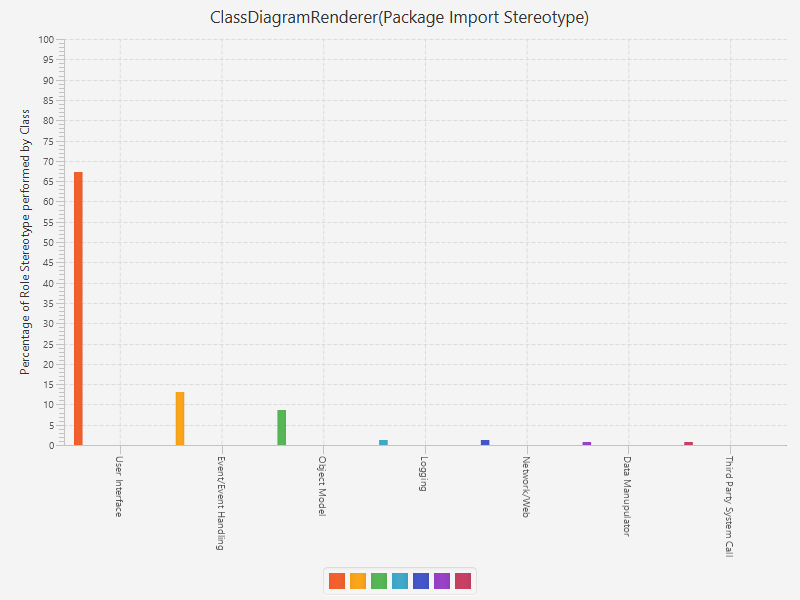 ClassDiagramRenderer(Package Import Stereotype)
Percentage of Role Stereotype performed by Class
100
95
90
85
80
75
70
65
60
55
50
45
40
35
30
25
20
15
10
5
0
User Interface
Event/Event Handling
Object Model
Logging
Network/Web
Data Manupulator
Third Party System Call